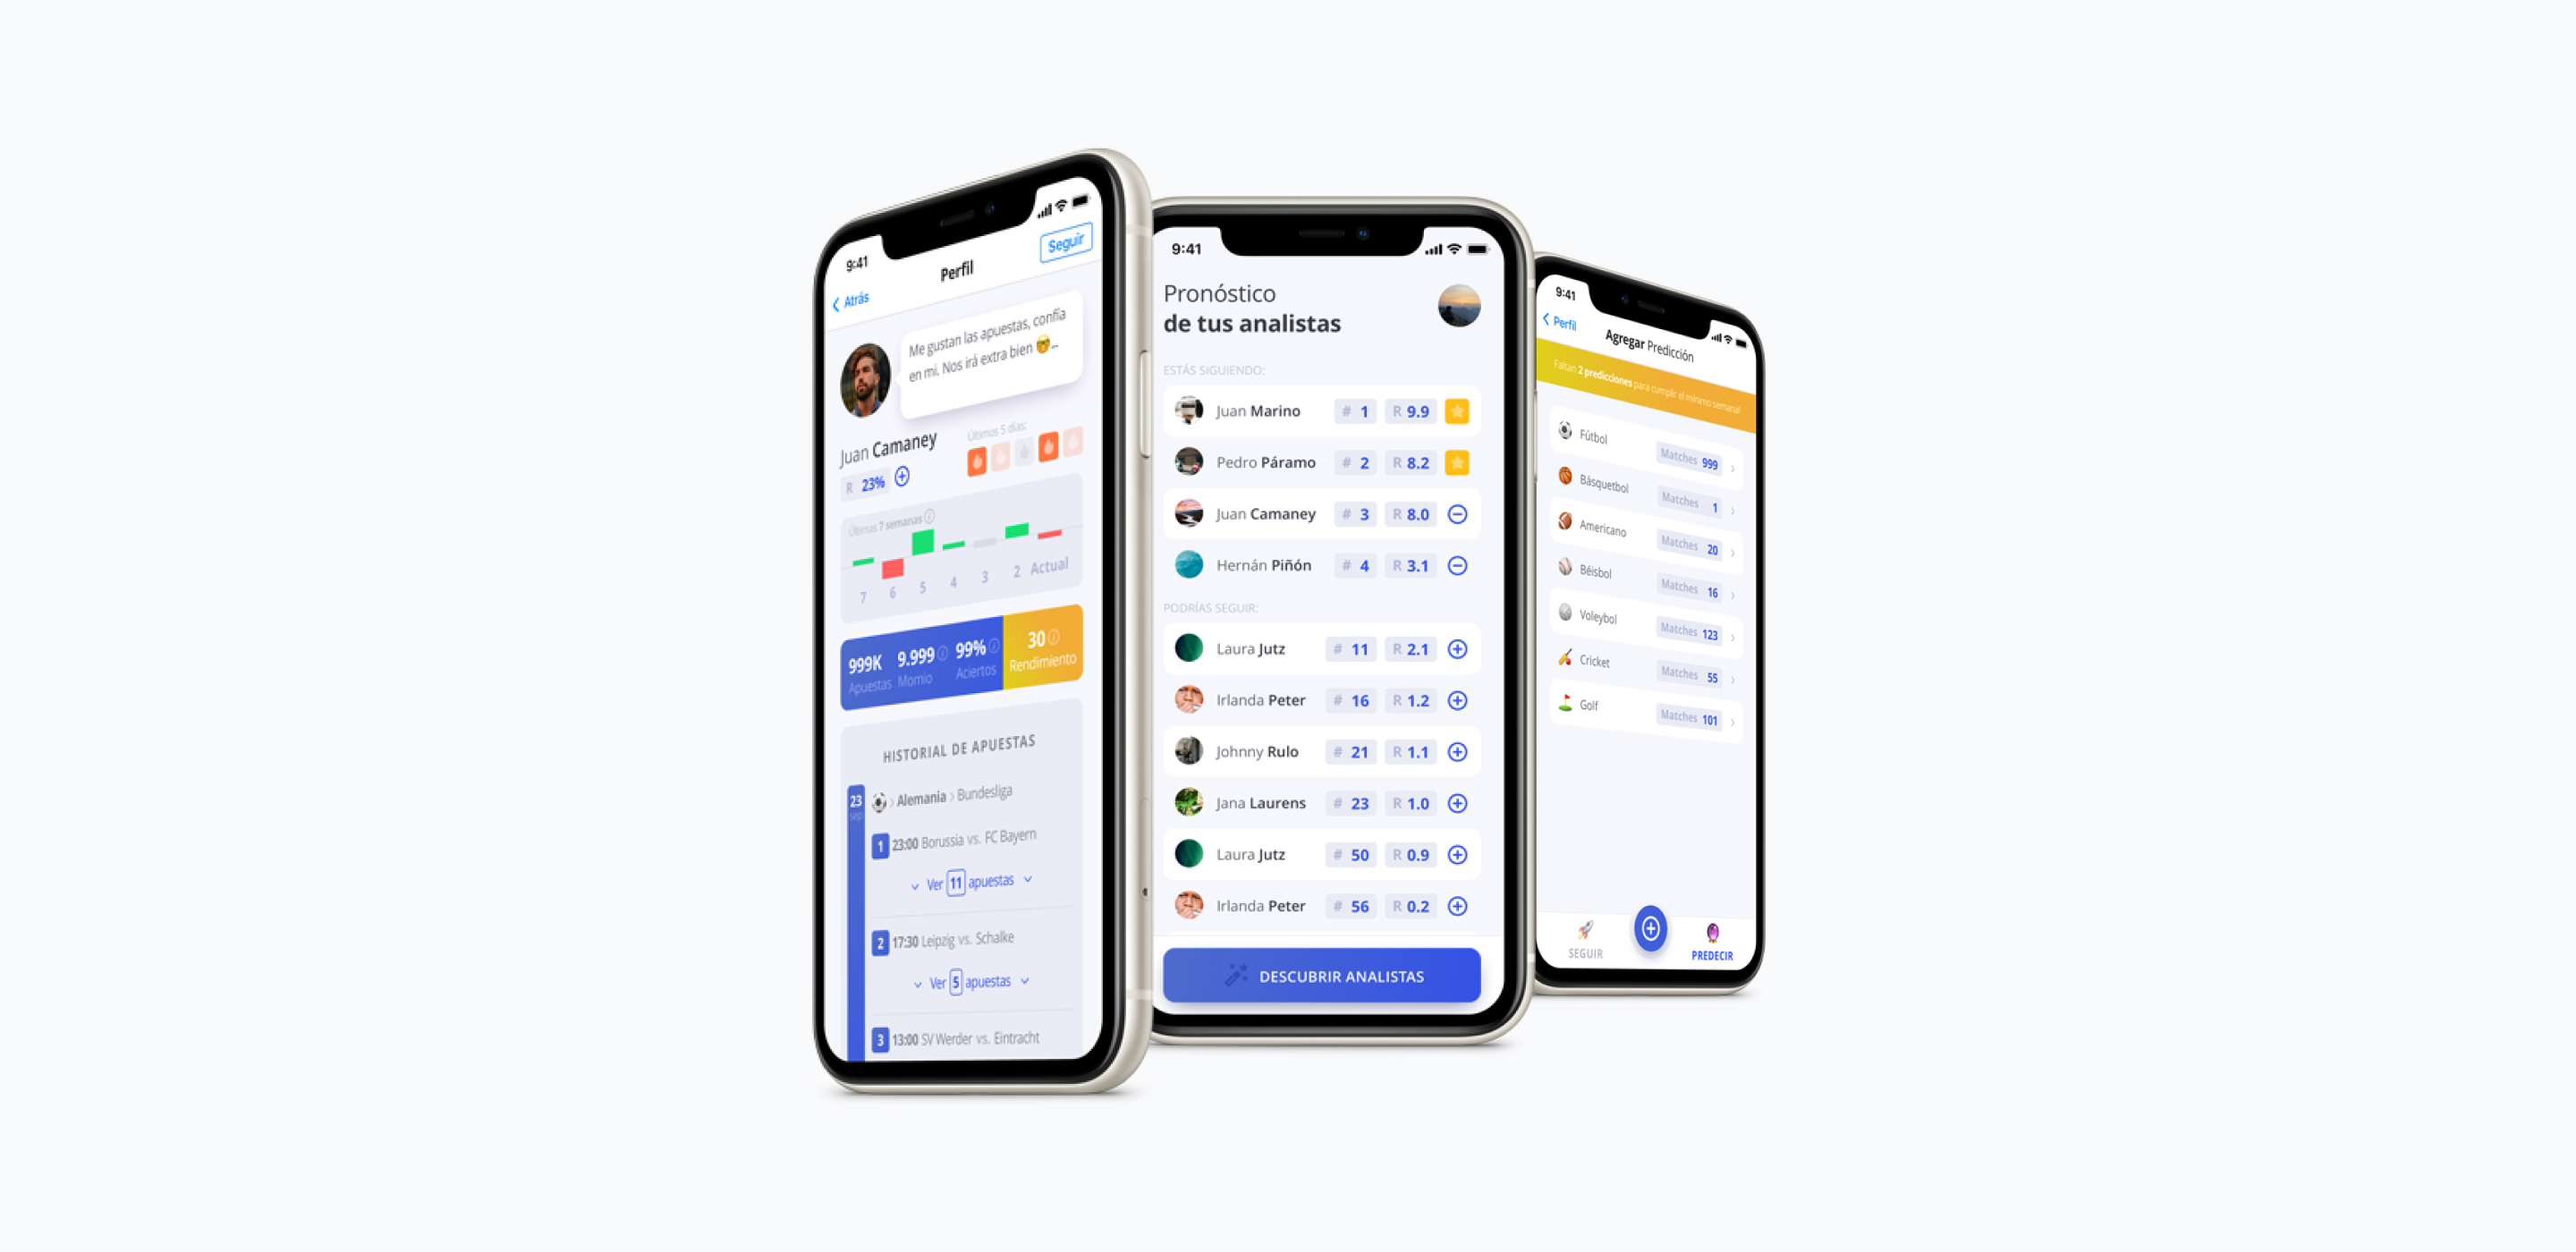 9:41
Atrás
Perfil
Seguir
Me gustan las apuestas, confía
en mi. Nos irá extra bien 🤓...
Juan Camaney
R 23%
Últimos 5 días:
Últimas 7 semanas
7 6 5 4 3 2 Actual
999K 9.999 99% 30
Apuestas Momio Aciertos Rendimiento
HISTORIAL DE APUESTAS
23
sep
Alemania > Bundesliga
1 23:00 Borussia vs. FC Bayern
Ver 11 apuestas
2 17:30 Leipzig vs. Schalke
Ver 5 apuestas
3 13:00 SV Werder vs. Eintracht
9:41
Pronóstico
de tus analistas
ESTÁS SIGUIENDO:
Juan Marino # 1 R 9.9
Pedro Páramo # 2 R 8.2
Juan Camaney # 3 R 8.0
Hernán Piñón # 4 R 3.1
PODRÍAS SEGUIR:
Laura Jutz # 11 R 2.1
Irlanda Peter # 16 R 1.2
Johnny Rulo # 21 R 1.1
Jana Laurens # 23 R 1.0
Laura Jutz # 50 R 0.9
Irlanda Peter # 56 R 0.2
DESCUBRIR ANALISTAS
9:41
Perfil
Agregar Predicción
Faltan 2 predicciones para cumplir el mínimo semanal
Fútbol Matches 999
Básquetbol Matches 1
Americano Matches 20
Béisbol Matches 16
Voleybol Matches 123
Cricket Matches 55
Golf Matches 101
SEGUIR
PREDECIR